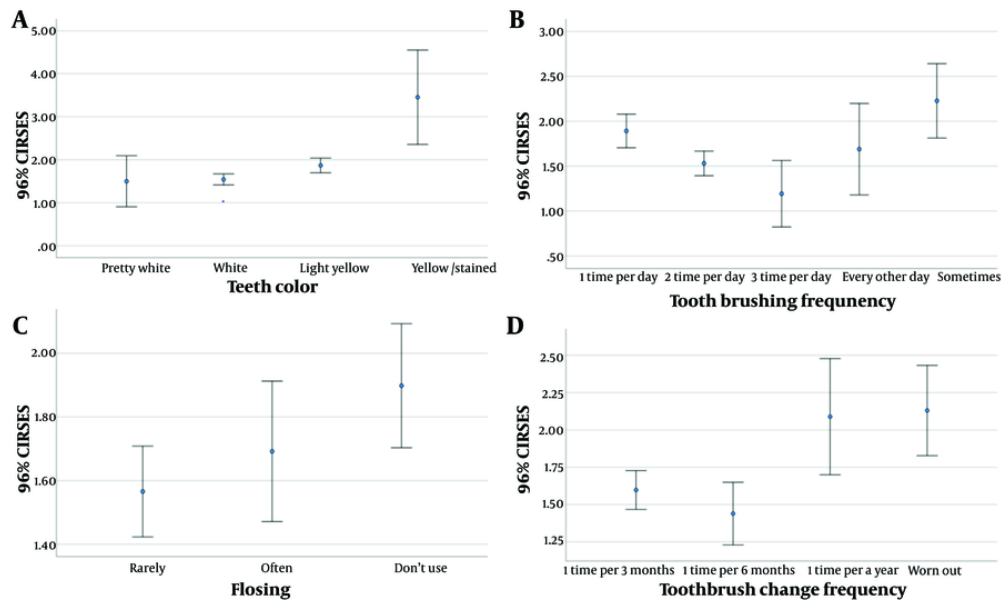 A
5.00
4.00
3.00
2.00
1.00
.00
96% CIRSES
Pretty white
White
Light yellow
Yellow /stained
Teeth color
B
3.00
2.50
2.00
1.50
1.00
.50
96% CIRSES
1 time per day
2 time per day
3 time per day
Every other day
Sometimes
Tooth brushing frequnency
C
2.00
1.80
1.60
1.40
96% CIRSES
Rarely
Often
Don't use
Flosing
D
2.50
2.25
2.00
1.75
1.50
1.25
96% CIRSES
1 time per 3 months
1 time per 6 months
1 time per a year
Worn out
Toothbrush change frequency